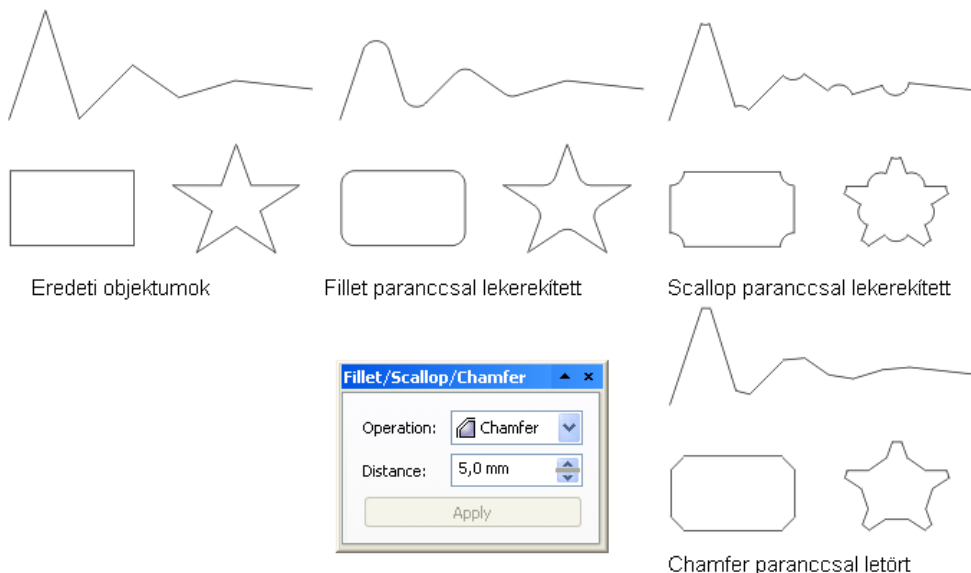 Eredeti objektumok
Fillet paranccsal lekerekített
Scallop paranccsal lekerekített
Fillet/Scallop/Chamfer
Operation: Chamfer
Distance: 5,0 mm
Apply
Chamfer paranccsal letört